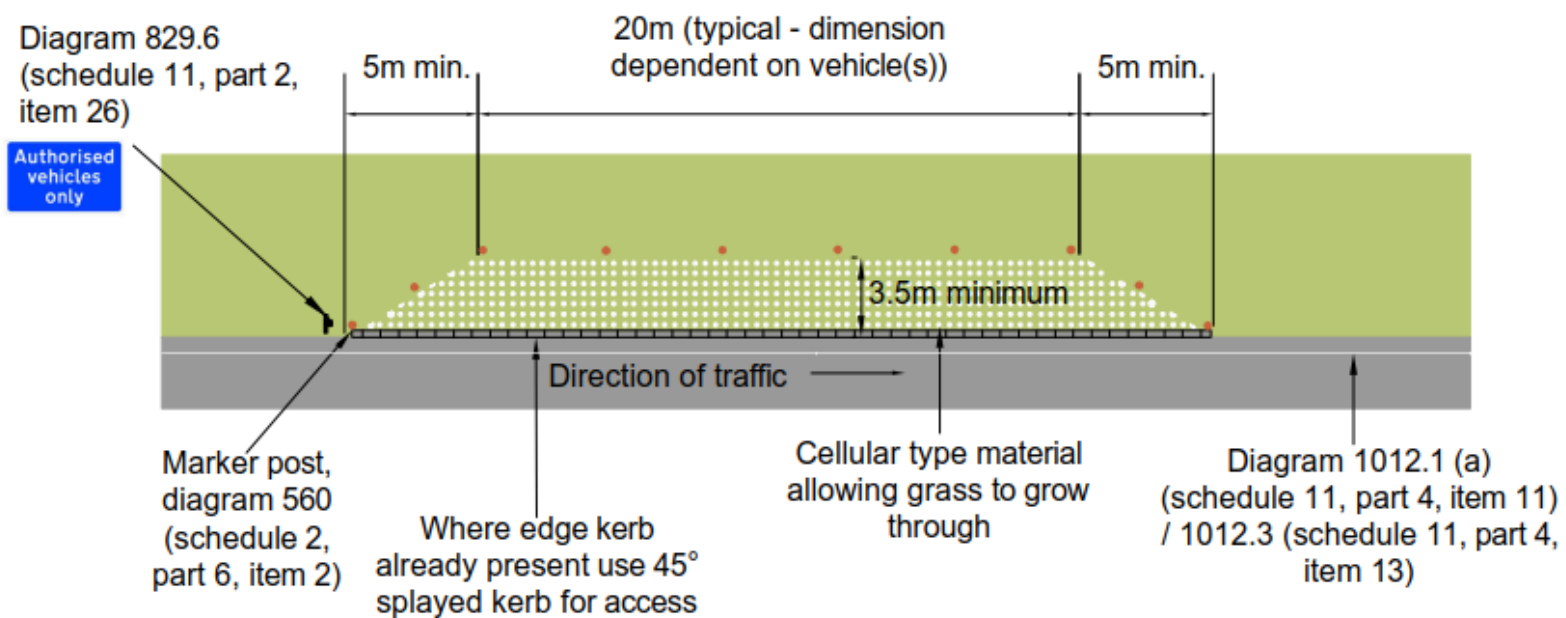 Diagram 829.6
(schedule 11, part 2,
item 26)
Authorised
vehicles
only
5m min.
20m (typical - dimension
dependent on vehicle(s))
5m min.
3.5m minimum
Direction of traffic
Marker post,
diagram 560
(schedule 2,
part 6, item 2)
Where edge kerb
already present use 45°
splayed kerb for access
Cellular type material
allowing grass to grow
through
Diagram 1012.1 (a)
(schedule 11, part 4, item 11)
/ 1012.3 (schedule 11, part 4,
item 13)